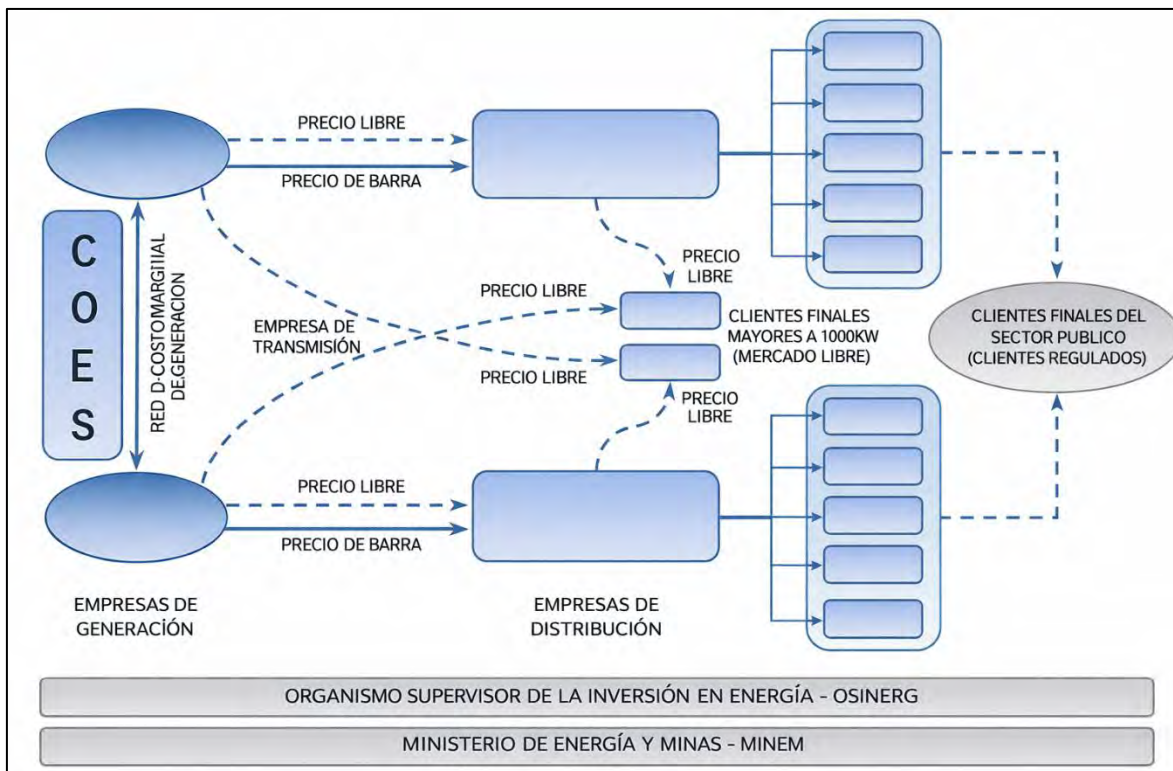 PRECIO LIBRE
PRECIO DE BARRA
C
O
E
S
RED D-COSTOMARGIIIAL
DE.GENERACION
EMPRESA DE
TRANSMISIÓN
PRECIO LIBRE
PRECIO LIBRE
PRECIO
LIBRE
CLIENTES FINALES
MAYORES A 1000KW
(MERCADO LIBRE)
PRECIO
LIBRE
CLIENTES FINALES DEL
SECTOR PUBLICO
(CLIENTES REGULADOS)
PRECIO LIBRE
PRECIO DE BARRA
EMPRESAS DE
GENERACÍÓN
EMPRESAS DE
DISTRIBUCIÓN
ORGANISMO SUPERVISOR DE LA INVERSIÓN EN ENERGÍA - OSINERG
MINISTERIO DE ENERGÍA Y MINAS - MINEM